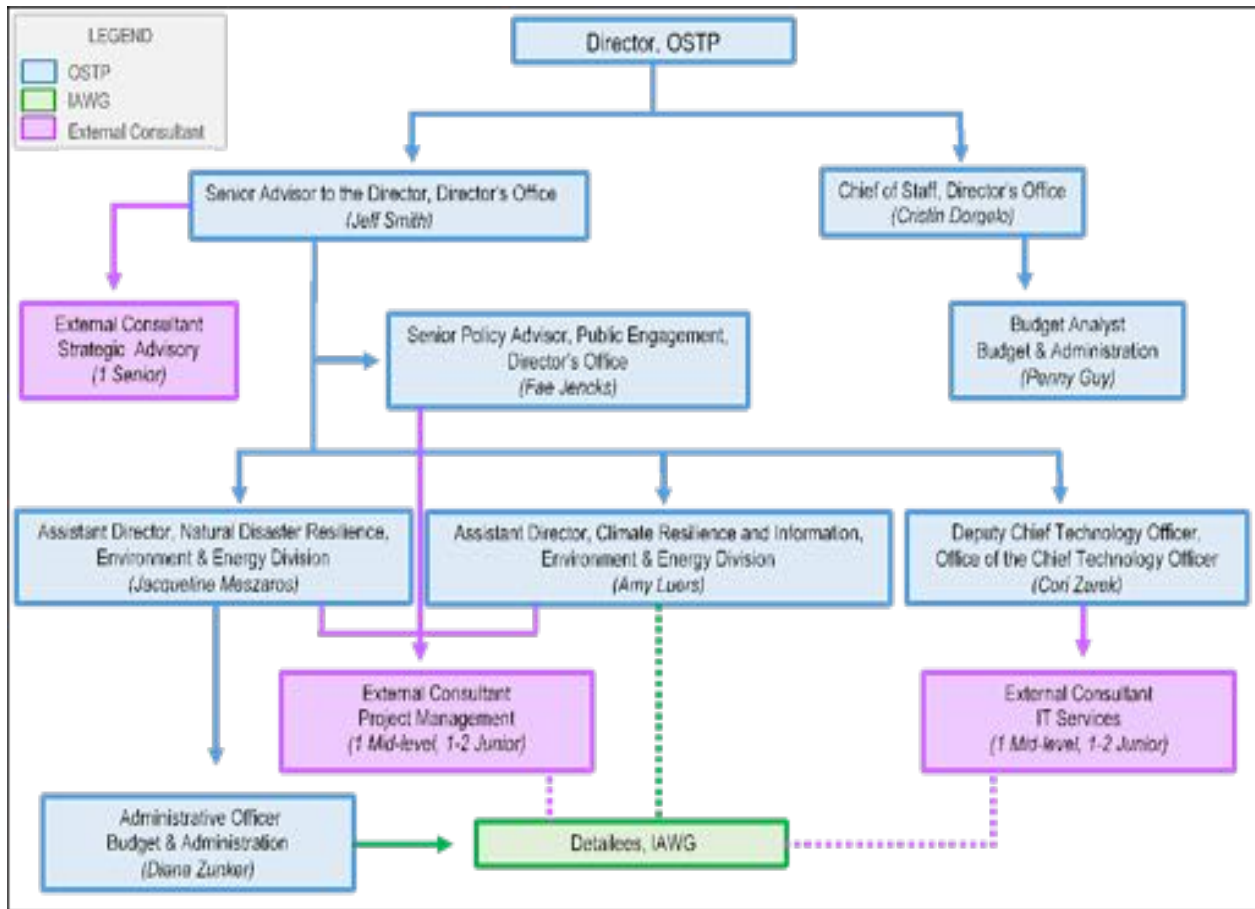 LEGEND
OSTP
IAWG
External Consultant
Director, OSTP
Senior Advisor to the Director, Director's Office
(Jeff Smith)
Chief of Staff, Director's Office
(Cristin Dorgelo)
External Consultant
Strategic Advisory
(1 Senior)
Senior Policy Advisor, Public Engagement,
Director's Office
(Fae Jencks)
Budget Analyst
Budget & Administration
(Penny Guy)
Assistant Director, Natural Disaster Resilience,
Environment & Energy Division
(Jacqueline Meszaros)
Assistant Director, Climate Resilience and Information,
Environment & Energy Division
(Amy Luers)
Deputy Chief Technology Officer,
Office of the Chief Technology Officer
(Cori Zarek)
External Consultant
Project Management
(1 Mid-level, 1-2 Junior)
External Consultant
IT Services
(1 Mid-level, 1-2 Junior)
Administrative Officer
Budget & Administration
(Diana Zunker)
Detailees, IAWG